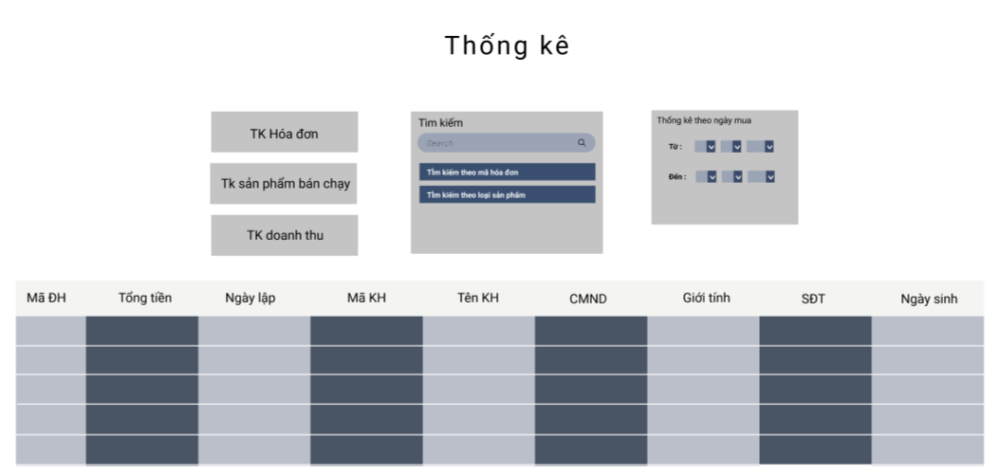 Thống kê
TK Hóa đơn
Tk sản phẩm bán chạy
TK doanh thu
Tìm kiếm
Search
TÌm kiếm theo mã hóa đơn
TÌm kiếm theo loại sản phẩm
Thống kê theo ngày mua
Từ :
Đến :
Mã ĐH Tổng tiền Ngày lập Mã KH Tên KH CMND Giới tính SĐT Ngày sinh